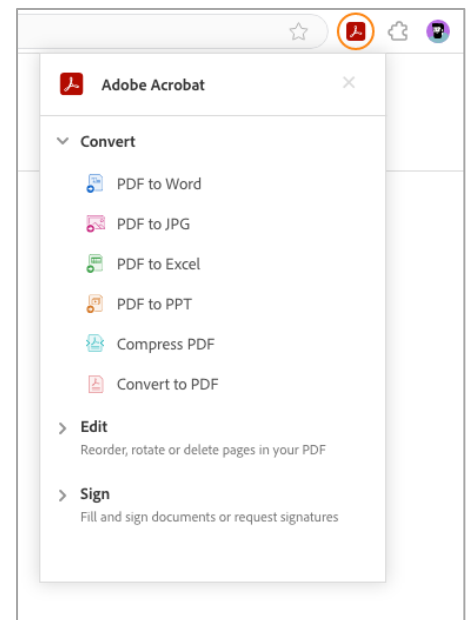 Adobe Acrobat
Convert
PDF to Word
PDF to JPG
PDF to Excel
PDF to PPT
Compress PDF
Convert to PDF
Edit
Reorder, rotate or delete pages in your PDF
Sign
Fill and sign documents or request signatures